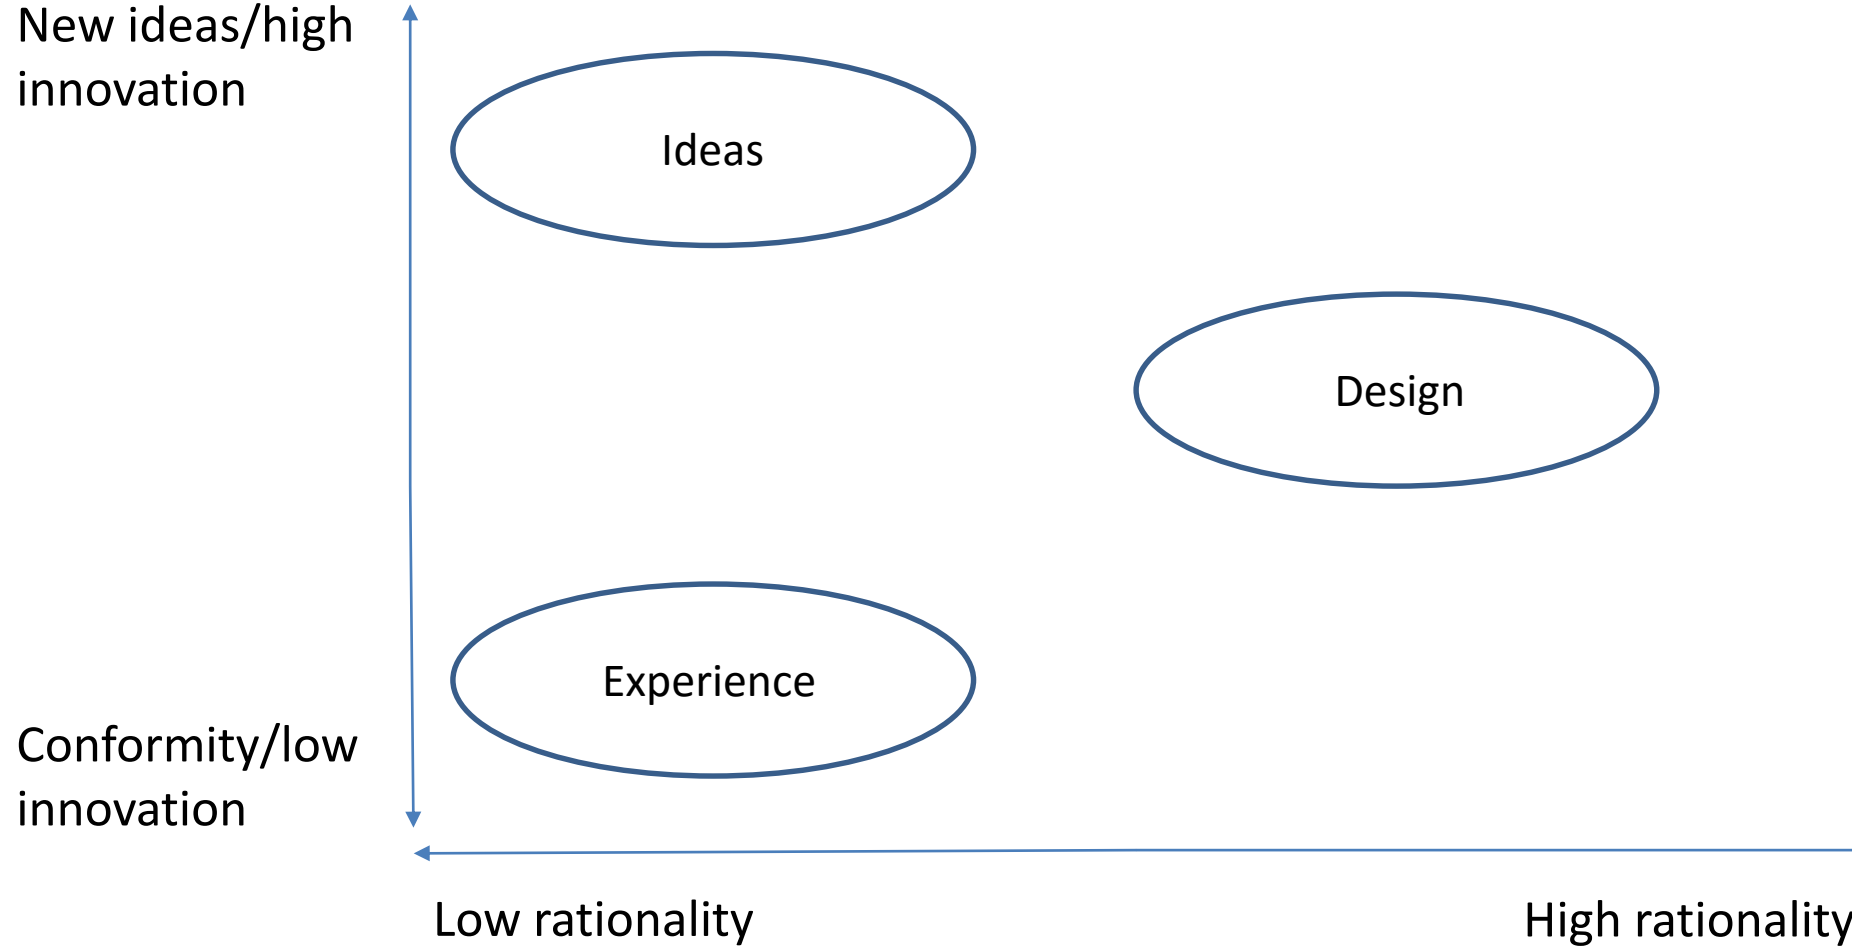 New ideas/high
innovation
Ideas
Design
Experience
Conformity/low
innovation
Low rationality
High rationality